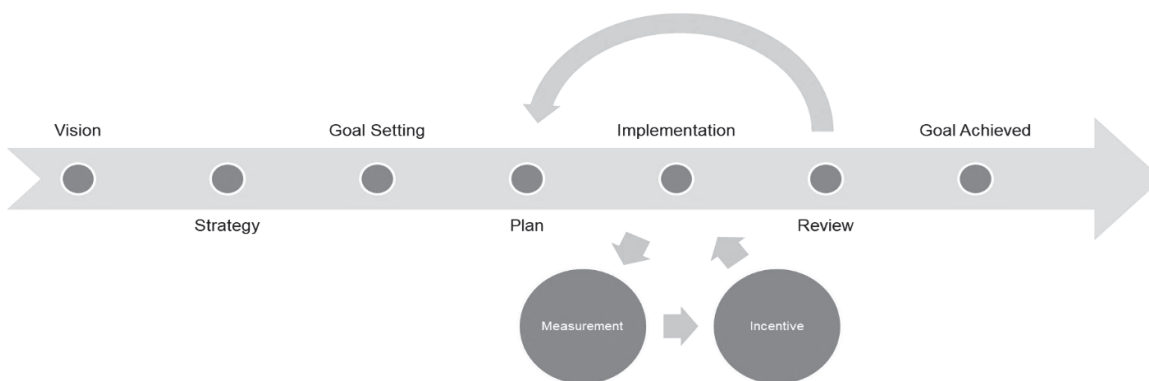 Vision
Goal Setting
Implementation
Goal Achieved
Strategy
Plan
Review
Measurement
Incentive